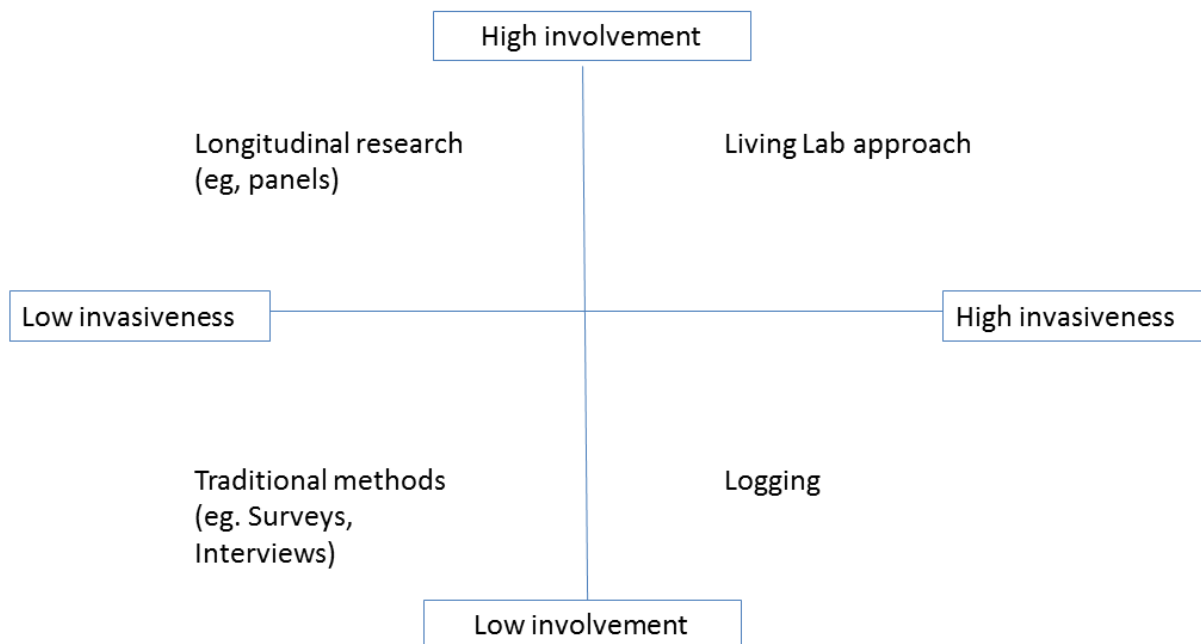 High involvement
Longitudinal research
(eg, panels)
Living Lab approach
Low invasiveness
High invasiveness
Traditional methods
(eg. Surveys,
Interviews)
Logging
Low involvement